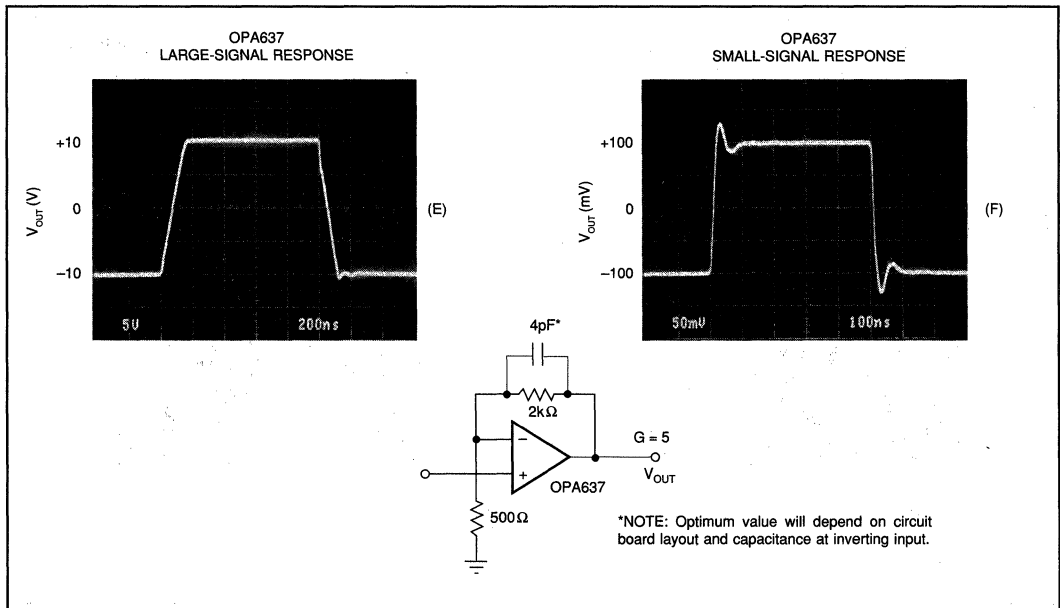 OPA637
LARGE-SIGNAL RESPONSE
+10
0
–10
V_OUT (V)
5V
200ns
(E)
OPA637
SMALL-SIGNAL RESPONSE
+100
0
–100
V_OUT (mV)
50mV
100ns
(F)
4pF*
2kΩ
–
+
OPA637
500Ω
G = 5
V_OUT
*NOTE: Optimum value will depend on circuit
board layout and capacitance at inverting input.